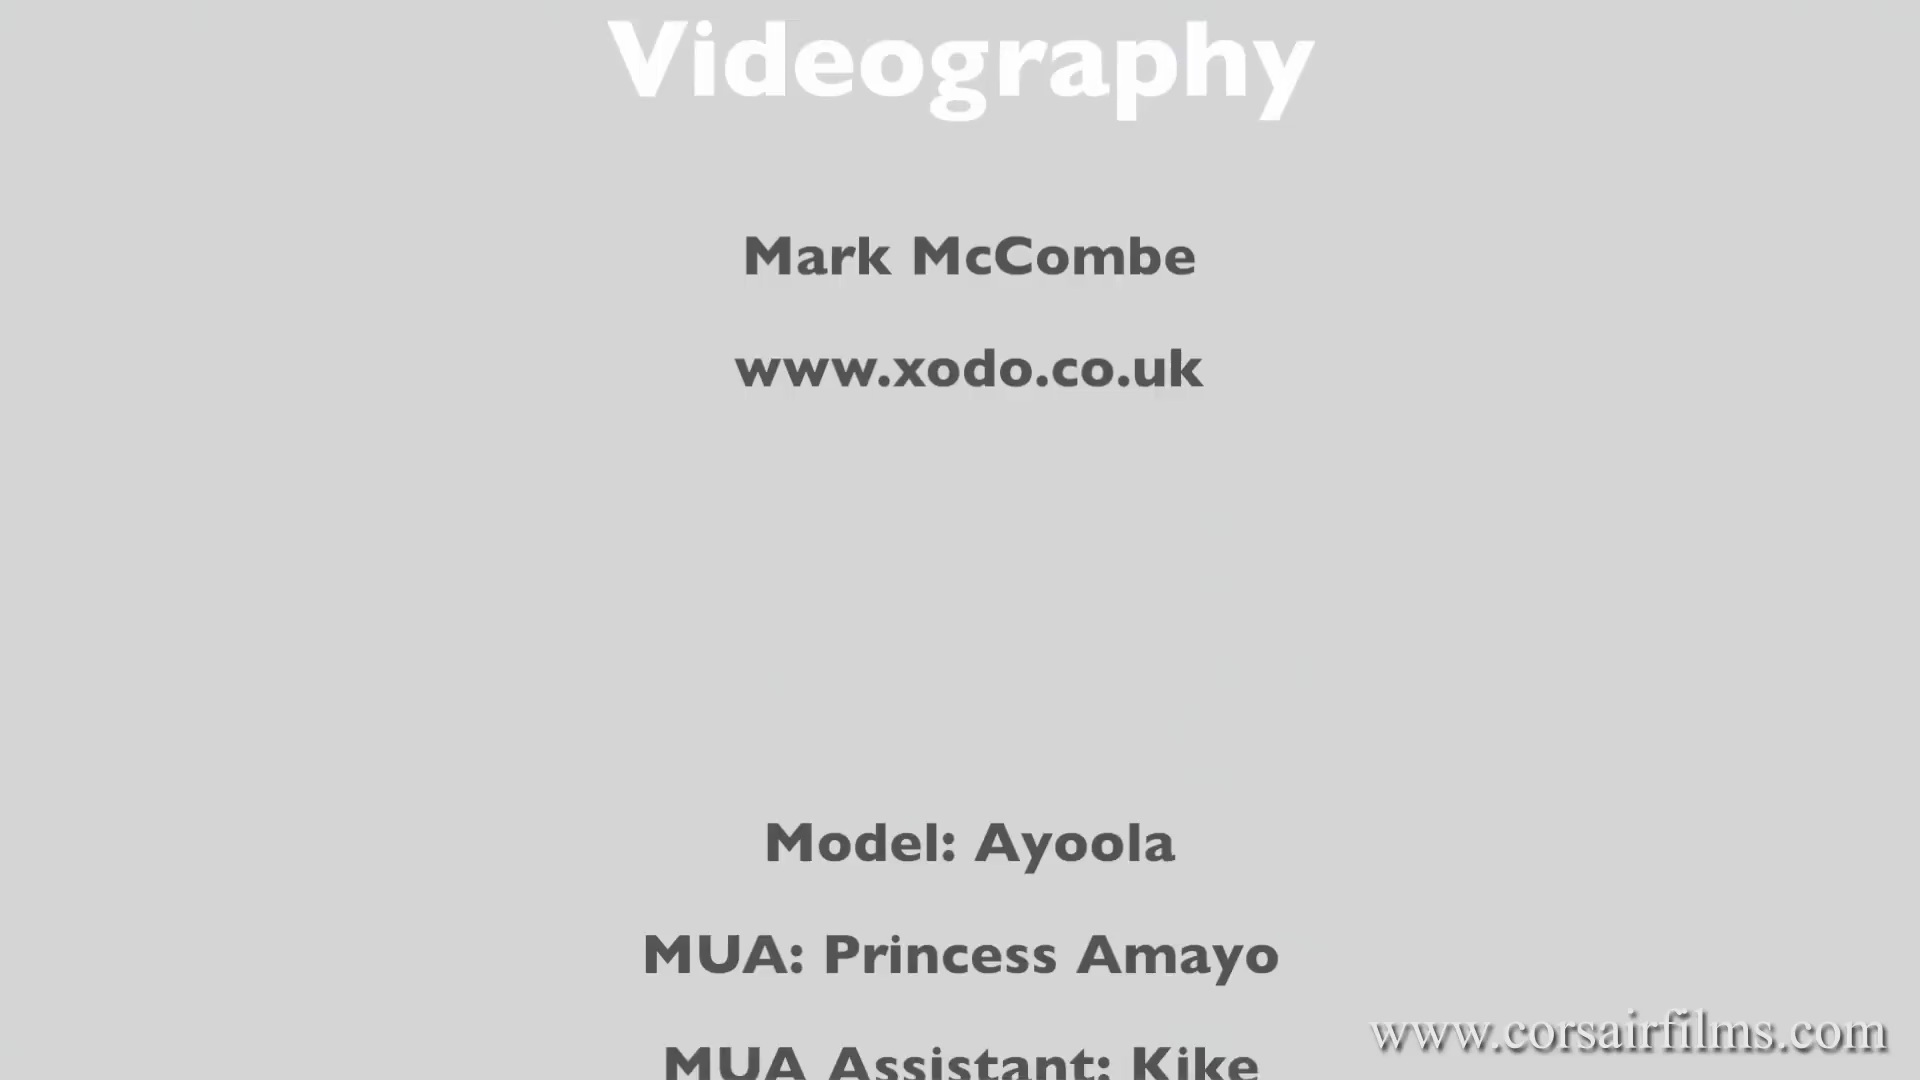 Videography
Mark McCombe
www.xodo.co.uk
Model: Ayoola
MUA: Princess Amayo
MUA Assistant: Kike
www.corsairfilms.com